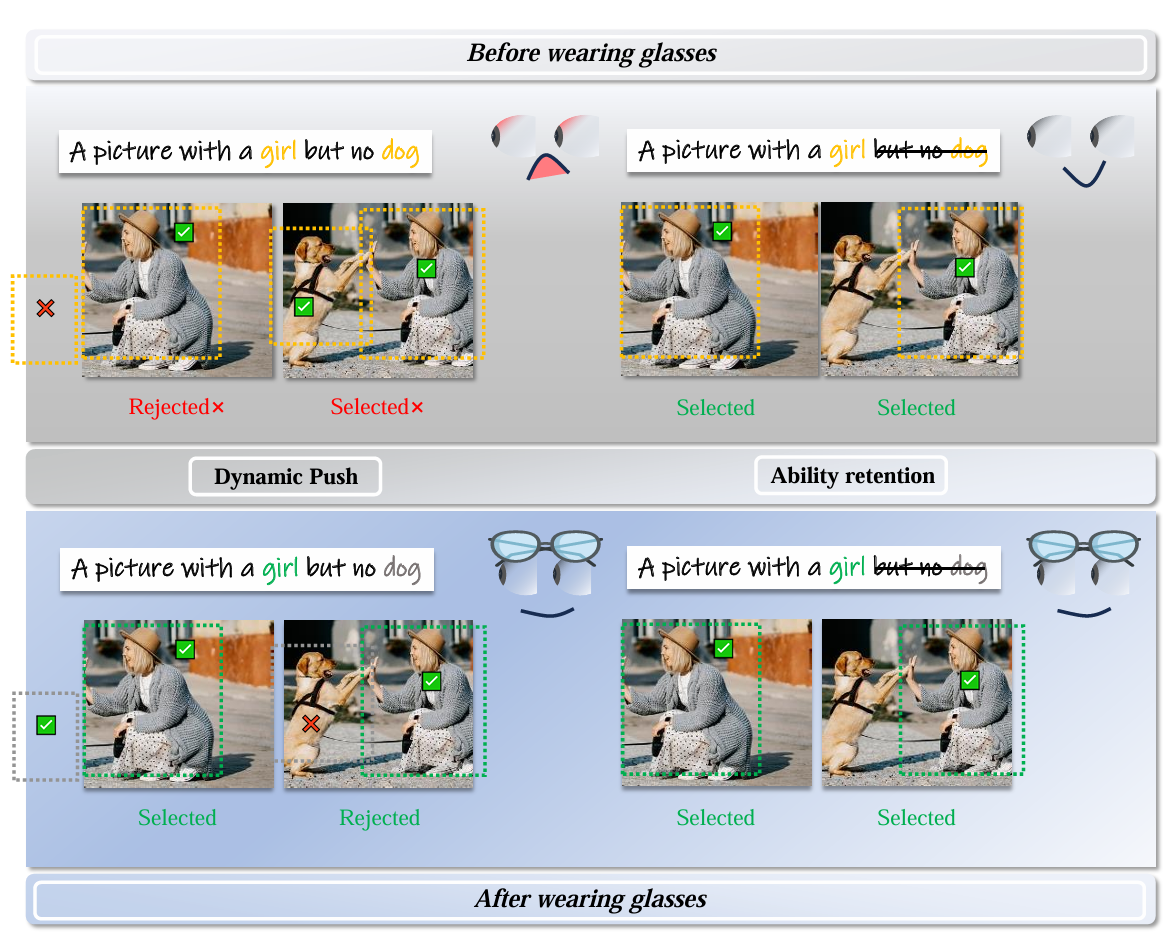 Before wearing glasses
A picture with a girl but no dog
A picture with a girl but no dog
Rejected×
Selected×
Selected
Selected
Dynamic Push
Ability retention
A picture with a girl but no dog
A picture with a girl but no dog
Selected
Rejected
Selected
Selected
After wearing glasses